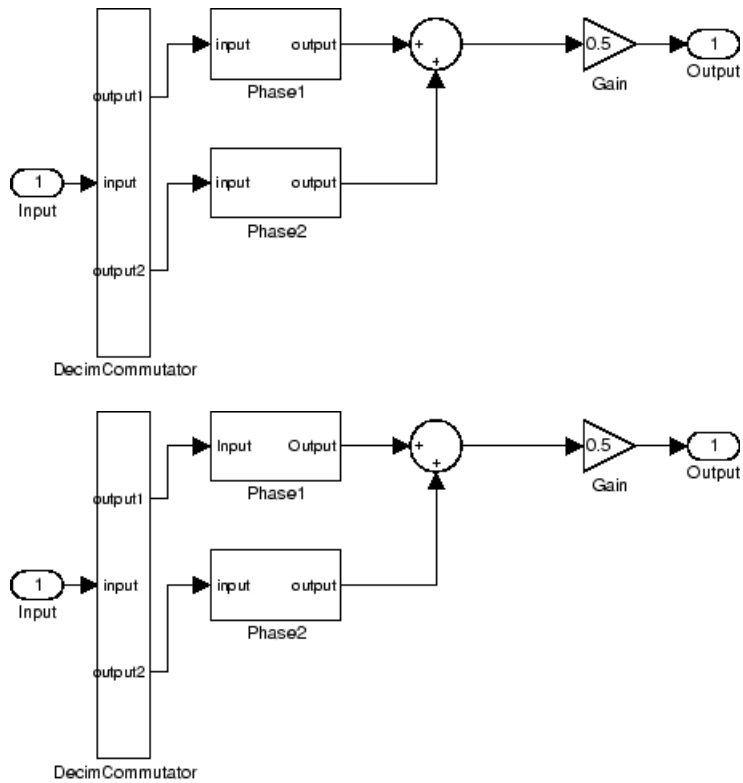 input output
Phase1
+
+
0.5
Gain
1
Output
output1
1
Input
input
input output
Phase2
output2
DecimCommutator
Input Output
Phase1
+
+
0.5
Gain
1
Output
output1
1
Input
input
input output
Phase2
output2
DecimCommutator